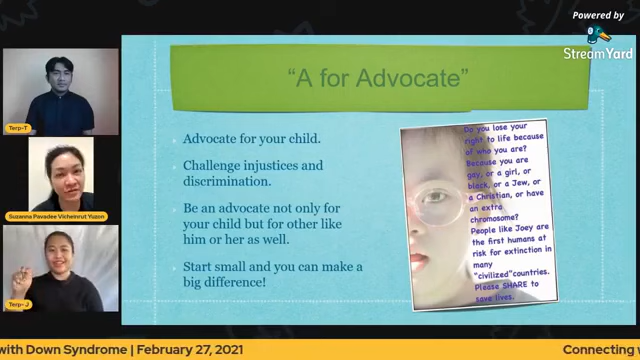 Powered by
StreamYard
Terp-T
Suzanna Pavadee Vicheinrut Yuzon
Terp- J
“A for Advocate”
Advocate for your child.
Challenge injustices and
discrimination.
Be an advocate not only for
your child but for other like
him or her as well.
Start small and you can make a
big difference!
Do you lose your
right to life because
of who you are?
Because you are
gay, or a girl, or
black, or a Jew, or
a Christian, or have
an extra
chromosome?
People like Joey are
the first humans at
risk for extinction in
many
"civilized"countries.
Please SHARE to
save lives.
with Down Syndrome | February 27, 2021
Connecting w